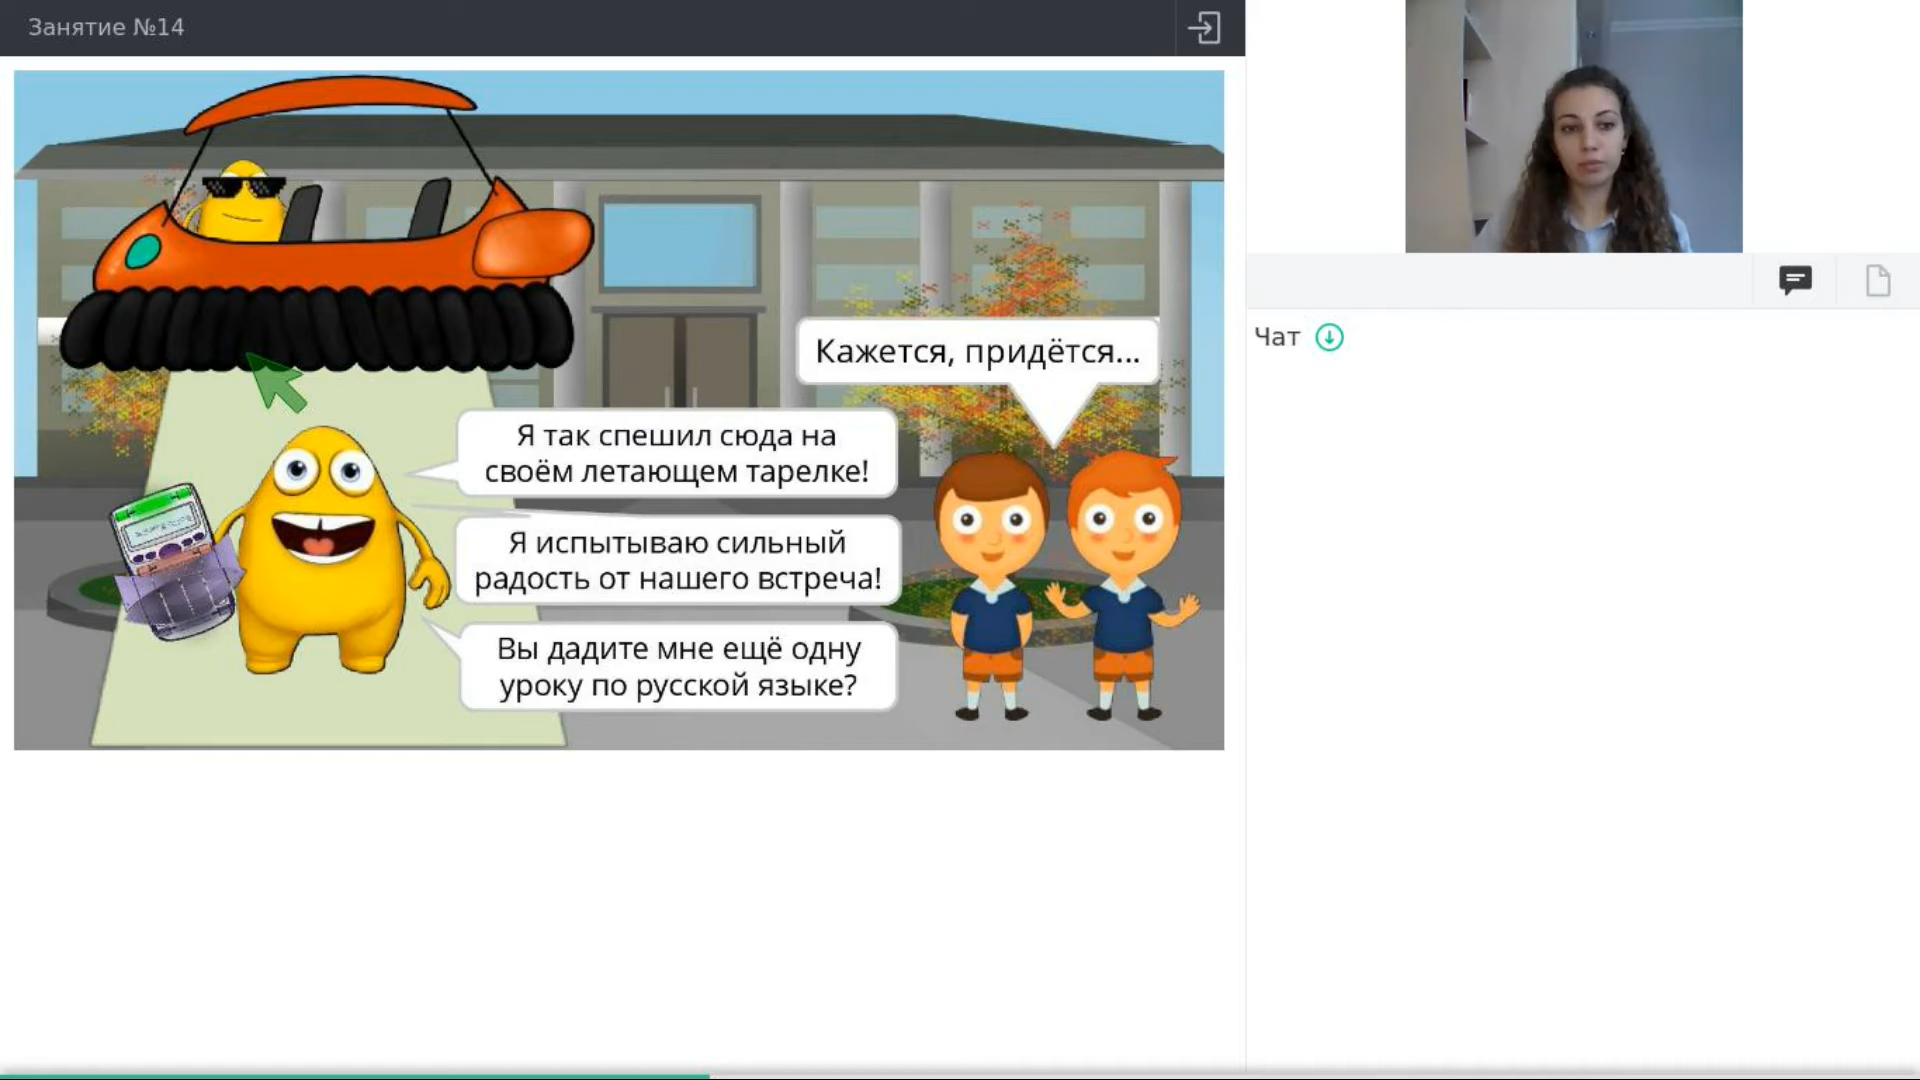 Занятие №14
Кажется, придётся...
Я так спешил сюда на
своём летающем тарелке!
Я испытываю сильный
радость от нашего встреча!
Вы дадите мне ещё одну
уроку по русской языке?
Чат